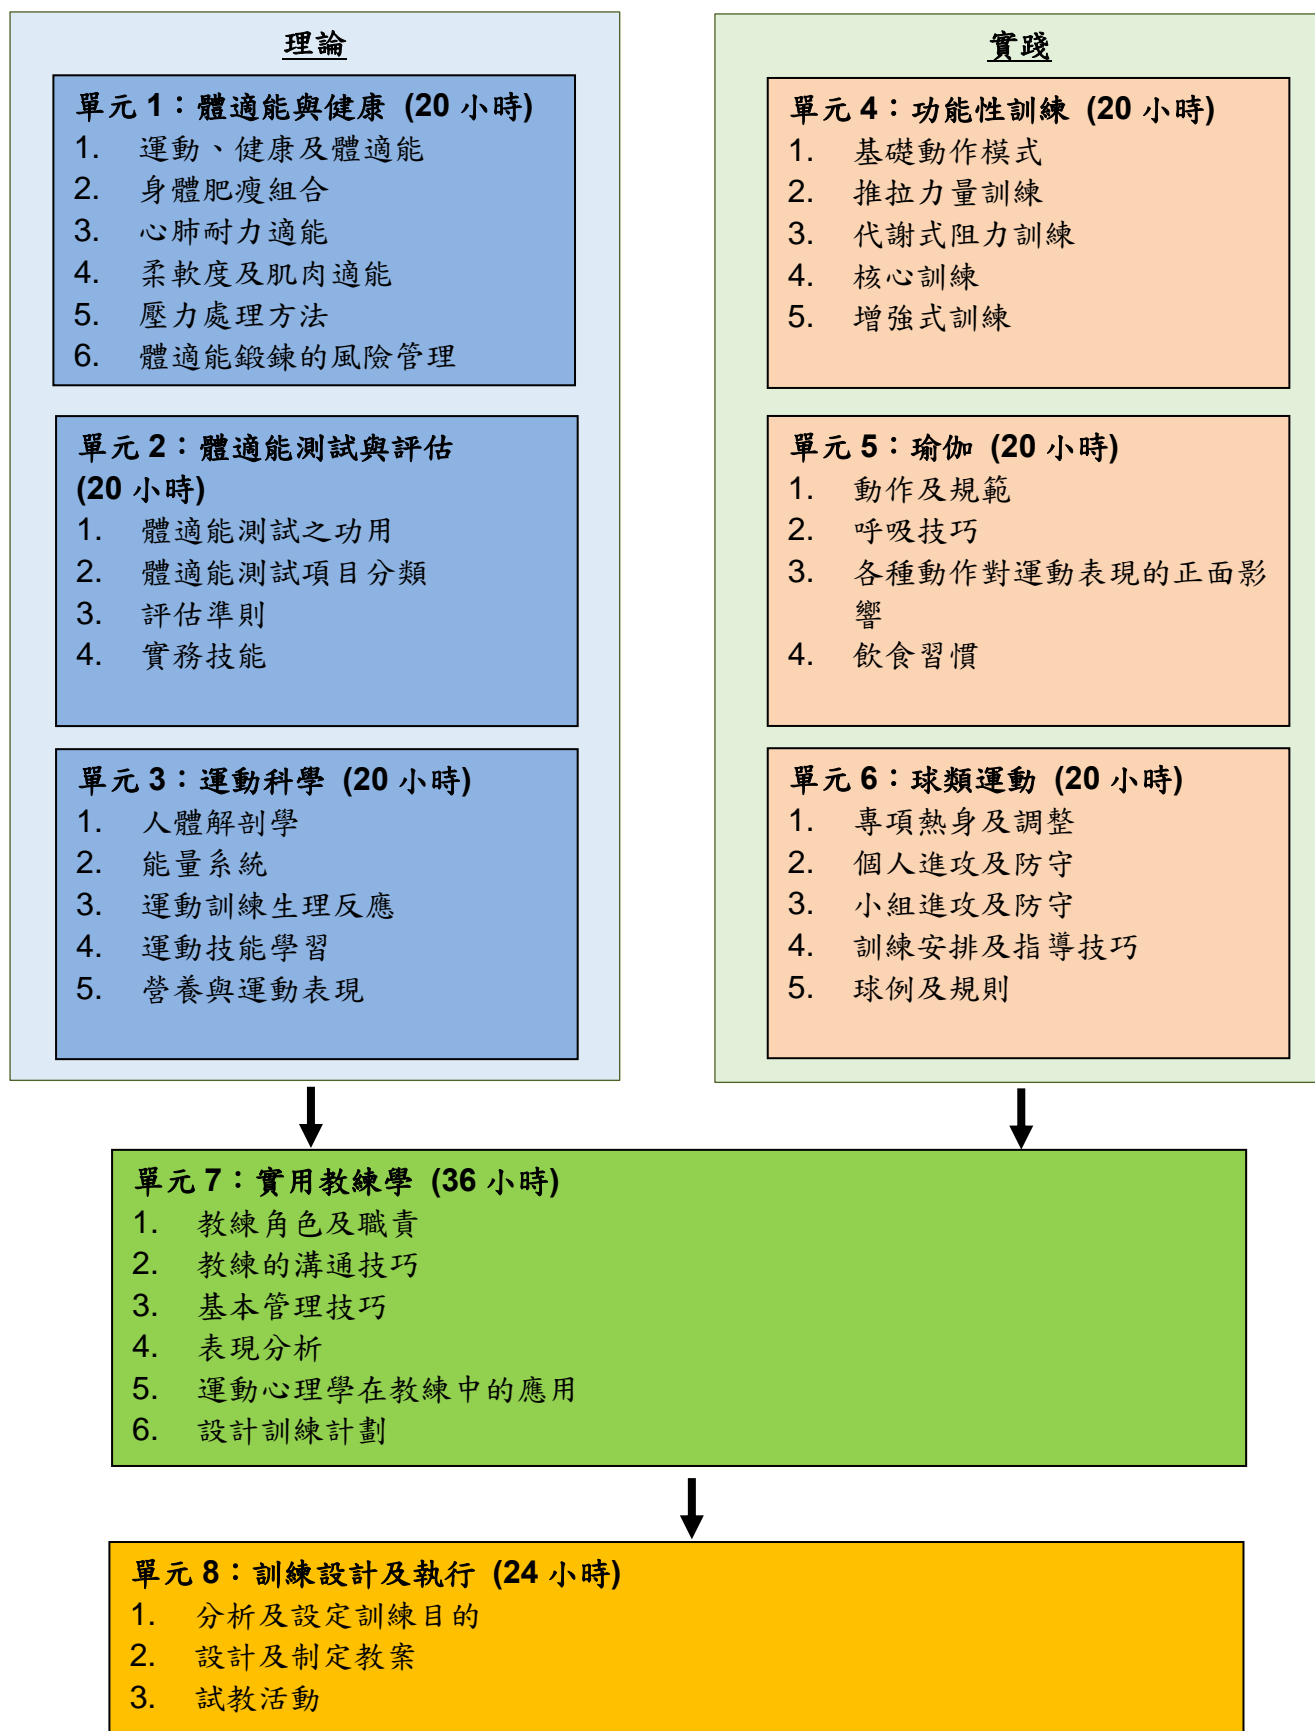 理論
單元 1：體適能與健康 (20 小時)
1. 運動、健康及體適能
2. 身體肥瘦組合
3. 心肺耐力適能
4. 柔軟度及肌肉適能
5. 壓力處理方法
6. 體適能鍛鍊的風險管理
單元 2：體適能測試與評估
(20 小時)
1. 體適能測試之功用
2. 體適能測試項目分類
3. 評估準則
4. 實務技能
單元 3：運動科學 (20 小時)
1. 人體解剖學
2. 能量系統
3. 運動訓練生理反應
4. 運動技能學習
5. 營養與運動表現
實踐
單元 4：功能性訓練 (20 小時)
1. 基礎動作模式
2. 推拉力量訓練
3. 代謝式阻力訓練
4. 核心訓練
5. 增強式訓練
單元 5：瑜伽 (20 小時)
1. 動作及規範
2. 呼吸技巧
3. 各種動作對運動表現的正面影
響
4. 飲食習慣
單元 6：球類運動 (20 小時)
1. 專項熱身及調整
2. 個人進攻及防守
3. 小組進攻及防守
4. 訓練安排及指導技巧
5. 球例及規則
單元 7：實用教練學 (36 小時)
1. 教練角色及職責
2. 教練的溝通技巧
3. 基本管理技巧
4. 表現分析
5. 運動心理學在教練中的應用
6. 設計訓練計劃
單元 8：訓練設計及執行 (24 小時)
1. 分析及設定訓練目的
2. 設計及制定教案
3. 試教活動